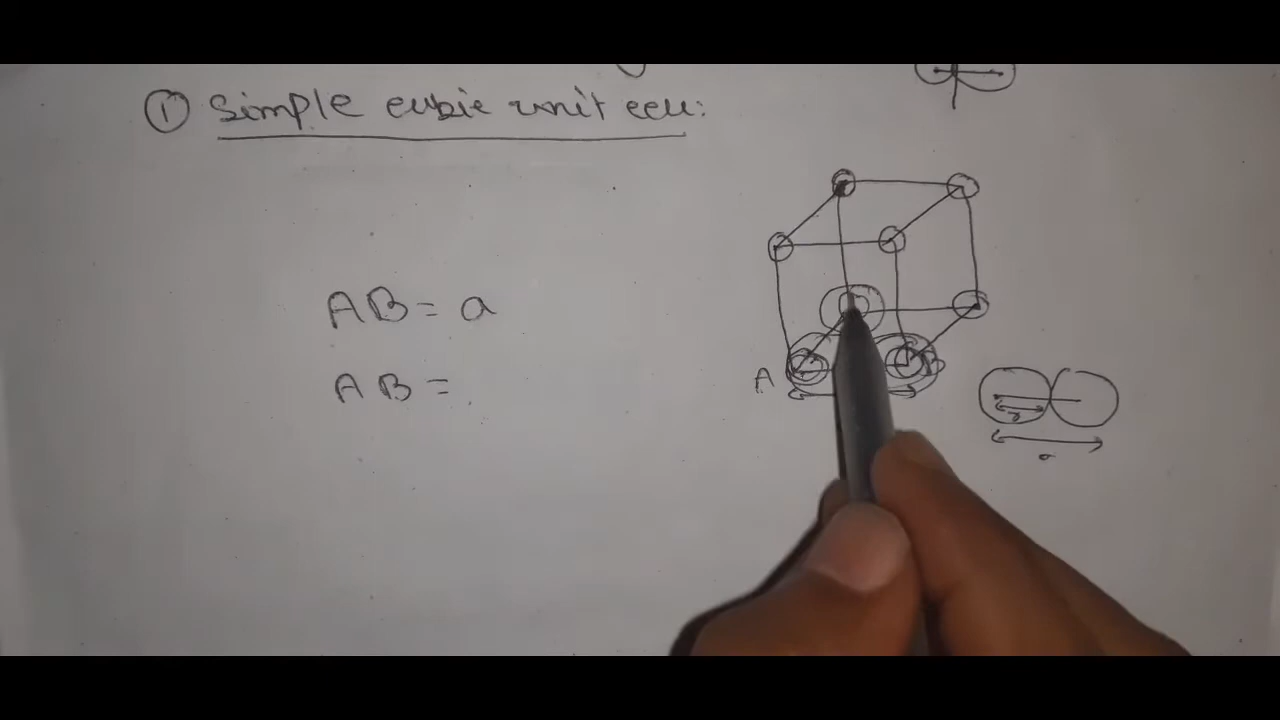 ① Simple cubic unit cell:
AB = a
AB =
A
B
r
a